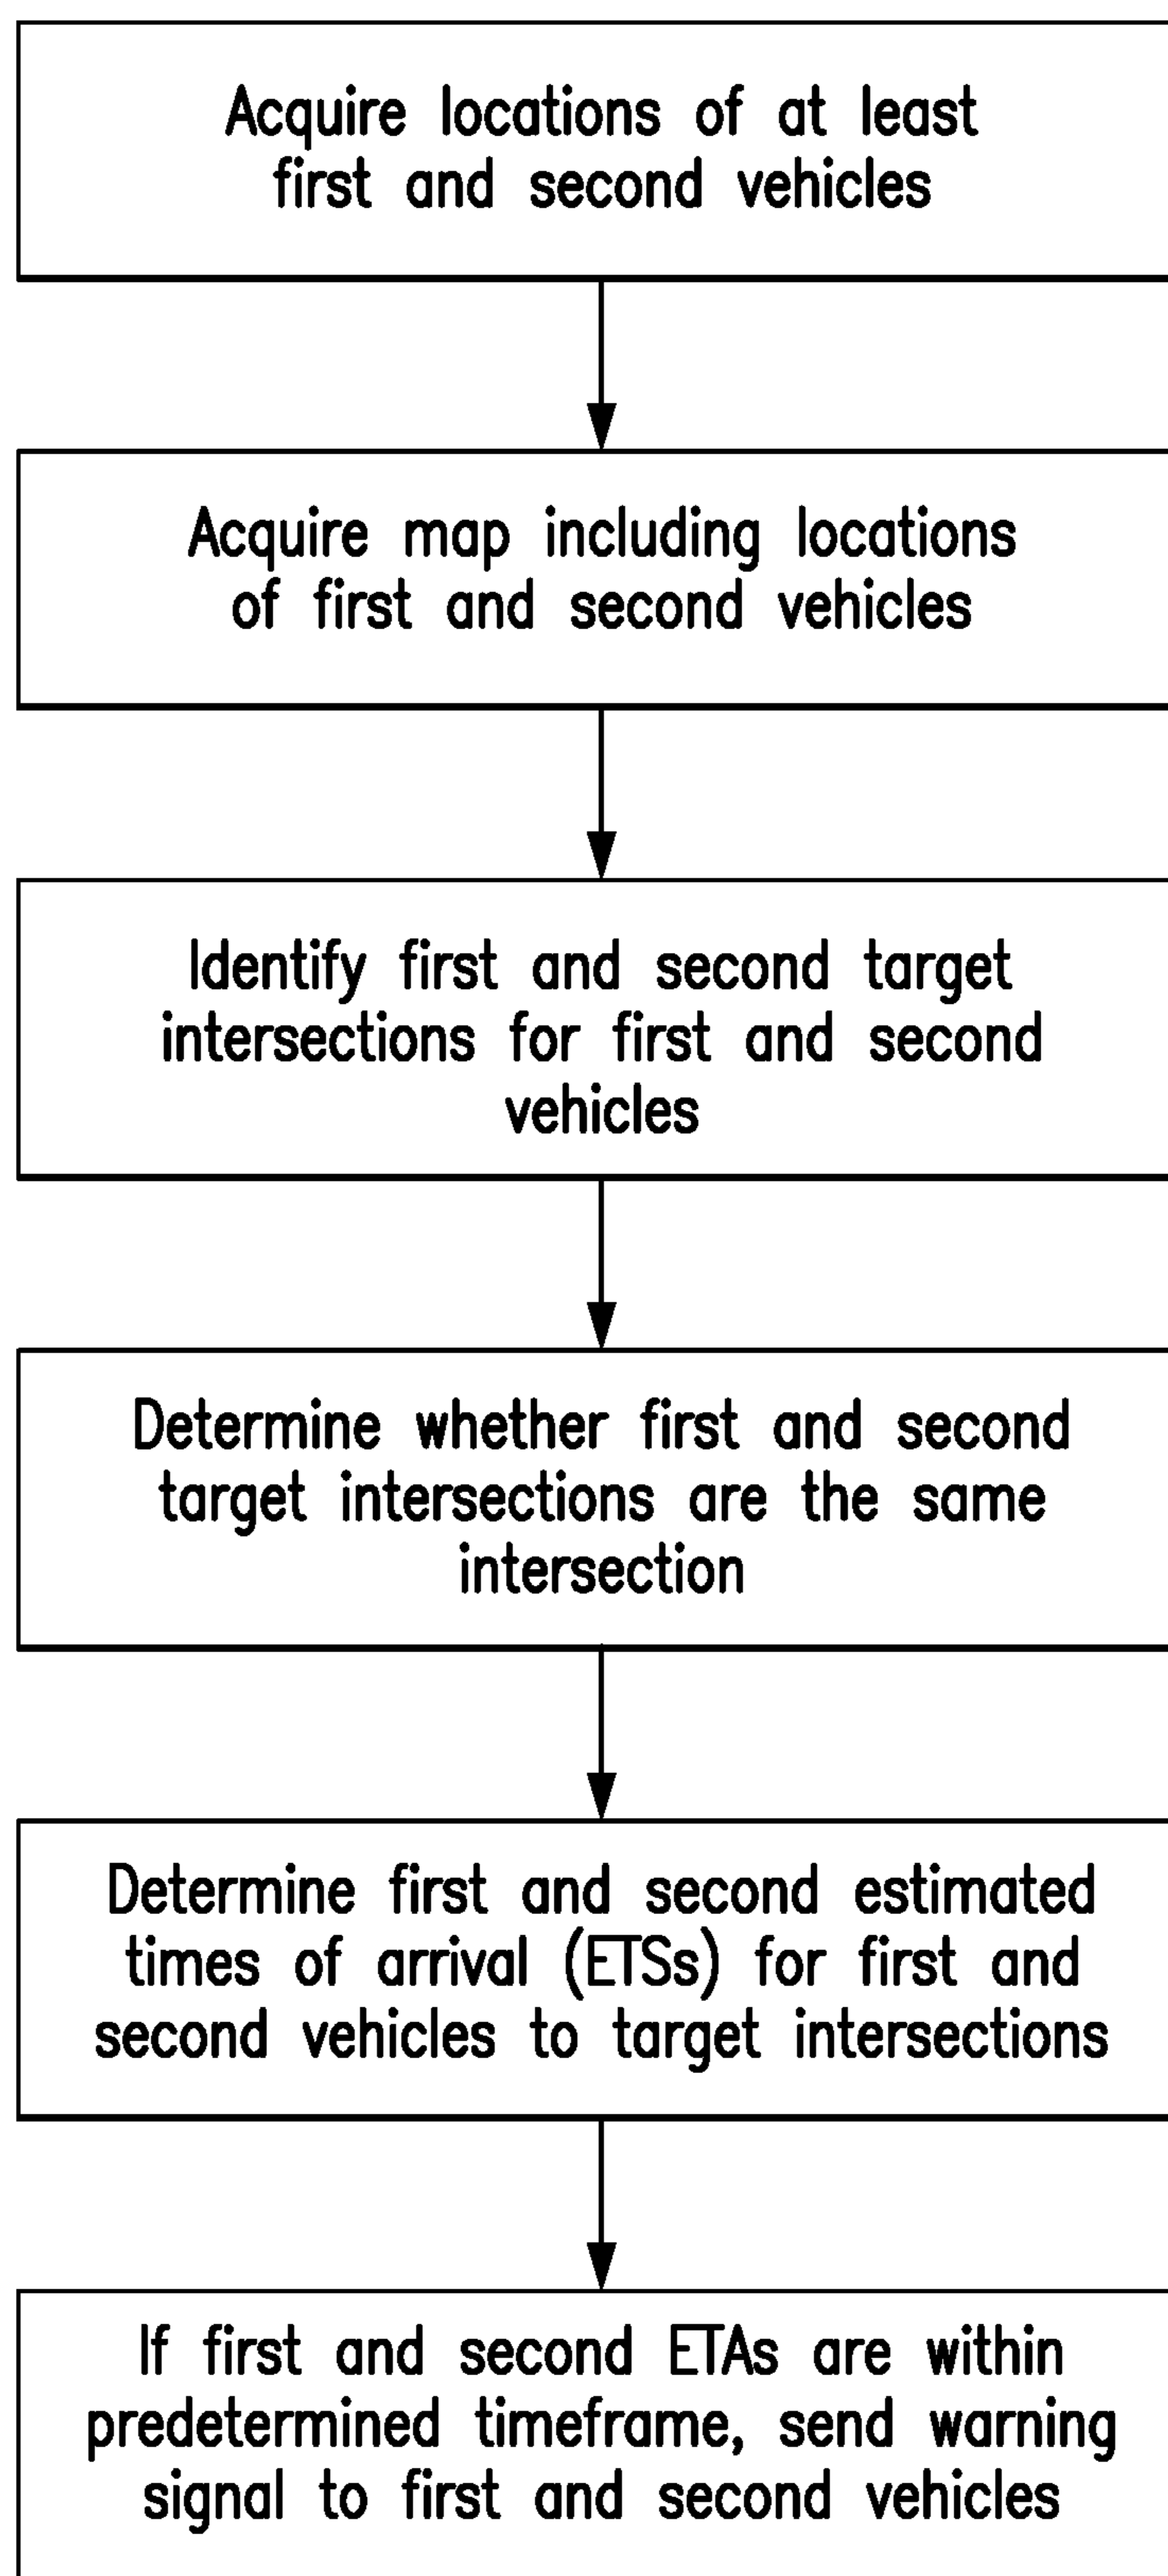 Acquire locations of at least
first and second vehicles
Acquire map including locations
of first and second vehicles
Identify first and second target
intersections for first and second
vehicles
Determine whether first and second
target intersections are the same
intersection
Determine first and second estimated
times of arrival (ETSs) for first and
second vehicles to target intersections
If first and second ETAs are within
predetermined timeframe, send warning
signal to first and second vehicles